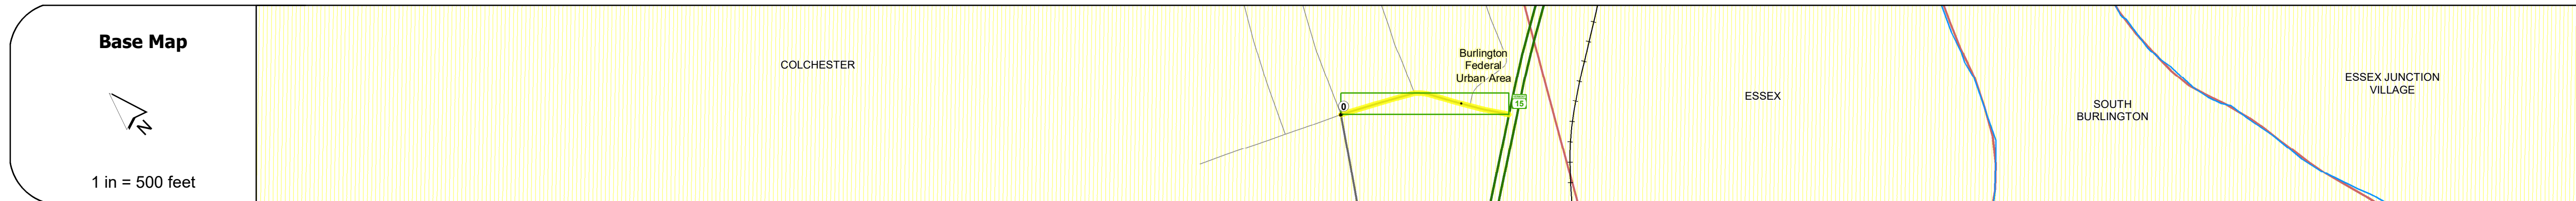 Base Map
N
1 in = 500 feet
COLCHESTER
0
Burlington
Federal
Urban Area
15
ESSEX
SOUTH
BURLINGTON
ESSEX JUNCTION
VILLAGE